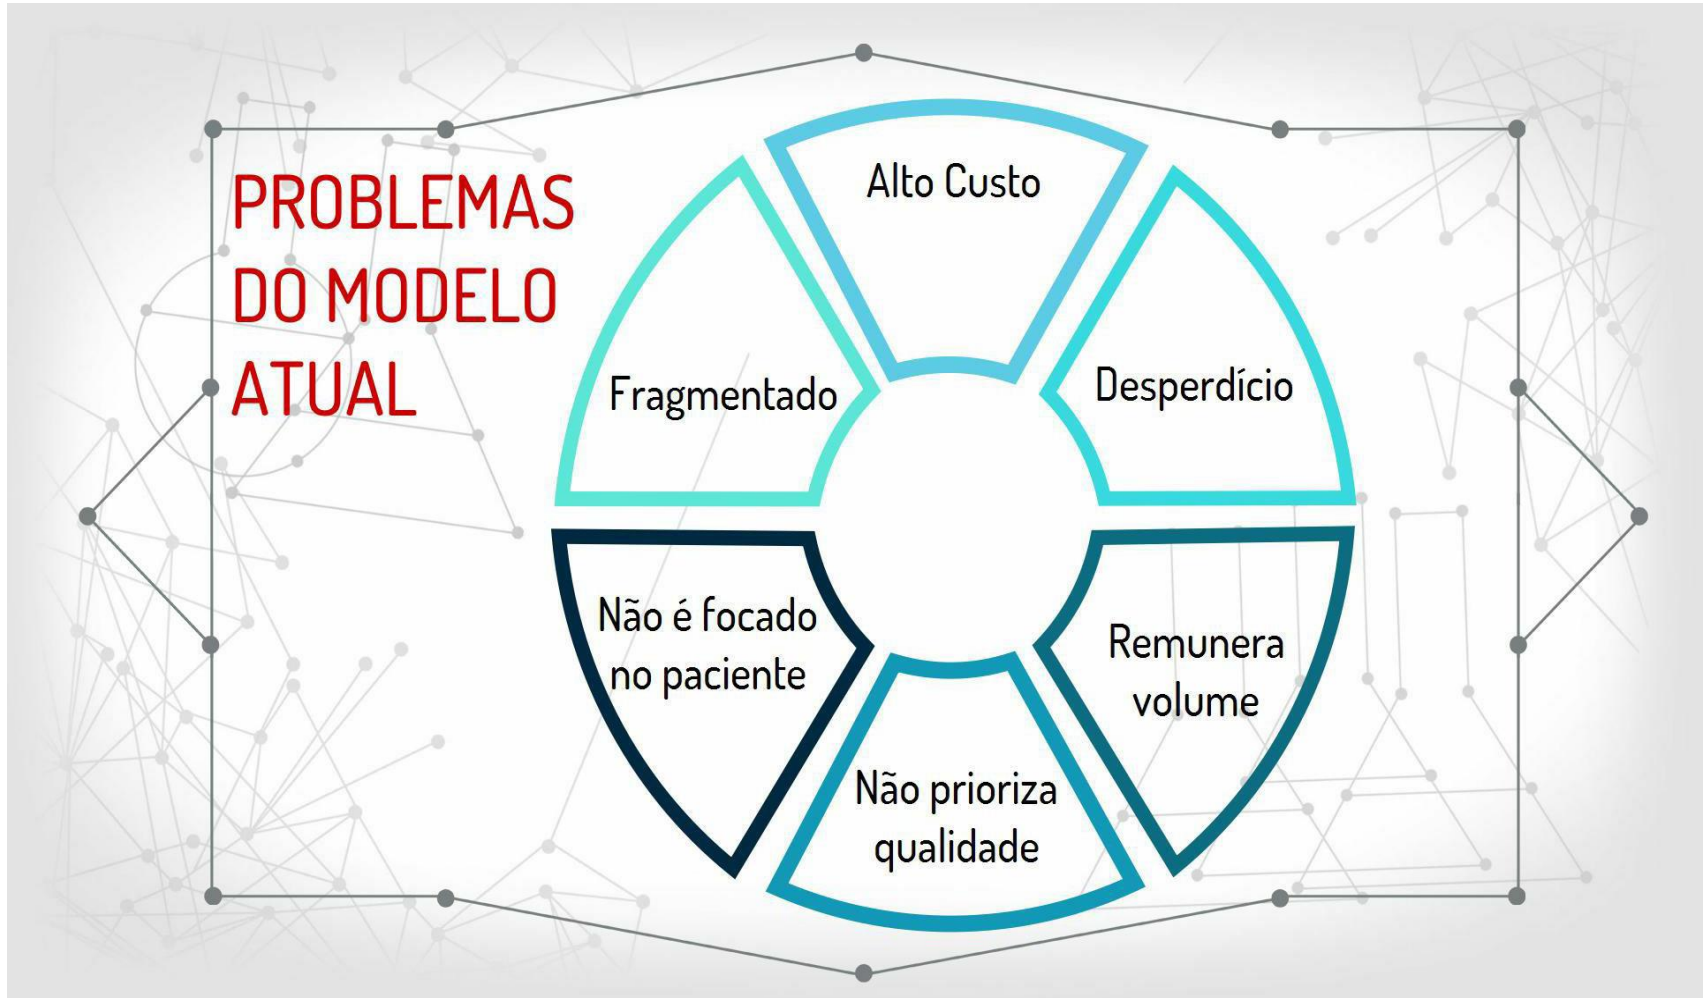 PROBLEMAS
DO MODELO
ATUAL
Alto Custo
Desperdício
Remunera
volume
Não prioriza
qualidade
Não é focado
no paciente
Fragmentado